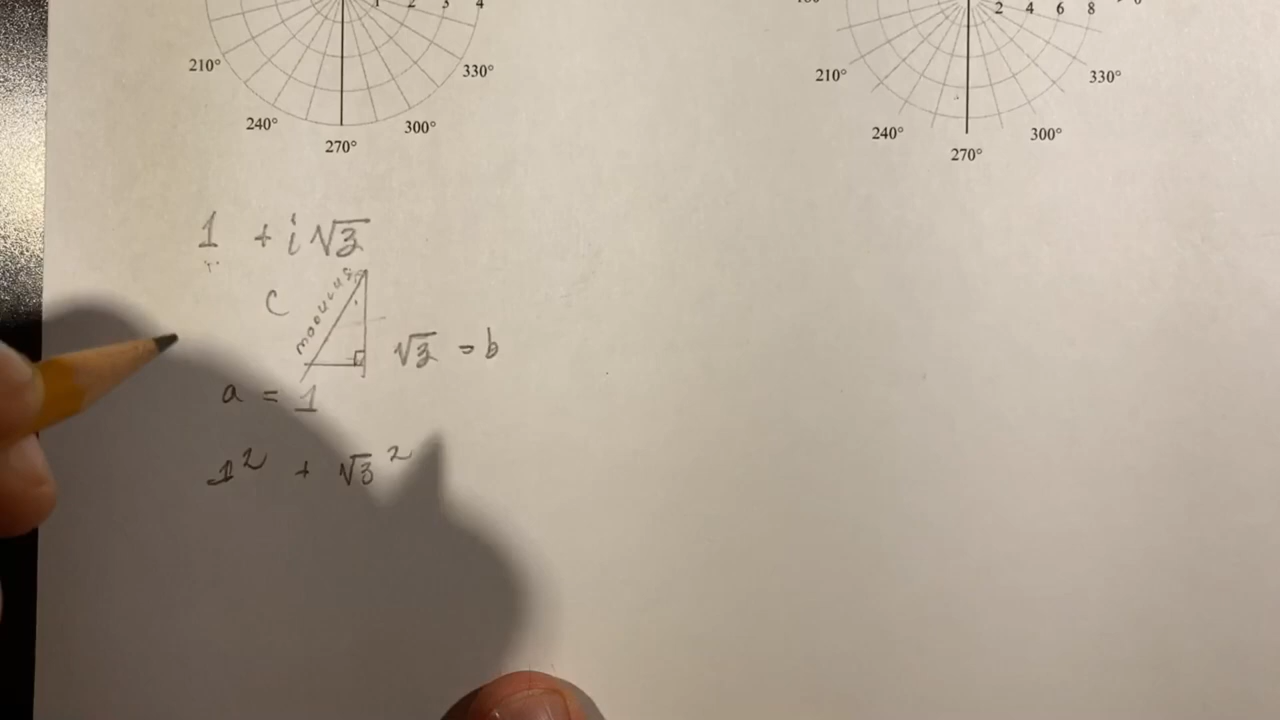 1 2 3 4
2 4 6 8
210° 330°
210° 330°
240° 300°
240° 300°
270°
270°
1 + i√3
c modulus
√3 = b
a = 1
1² + √3²